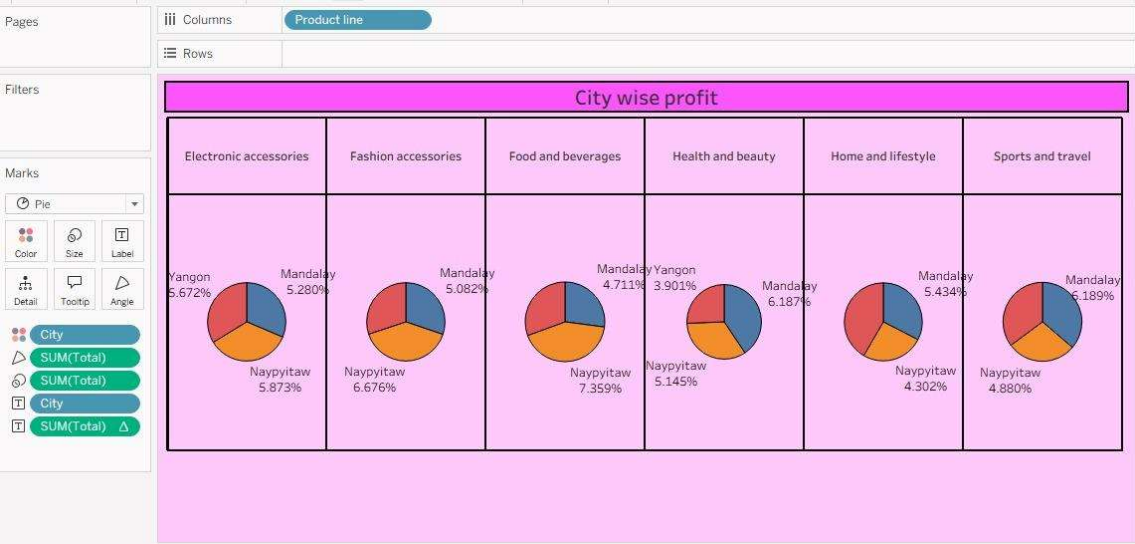 Pages
Columns
Product line
Rows
Filters
Marks
Pie
Color
Size
Label
Detail
Tooltip
Angle
City
SUM(Total)
SUM(Total)
City
SUM(Total)
City wise profit
Electronic accessories
Fashion accessories
Food and beverages
Health and beauty
Home and lifestyle
Sports and travel
Yangon
5.672%
Mandalay
5.280%
Naypyitaw
5.873%
Mandalay
5.082%
Naypyitaw
6.676%
Mandalay
4.711%
Naypyitaw
7.359%
Yangon
3.901%
Mandalay
6.187%
Naypyitaw
5.145%
Mandalay
5.434%
Naypyitaw
4.302%
Mandalay
6.189%
Naypyitaw
4.880%